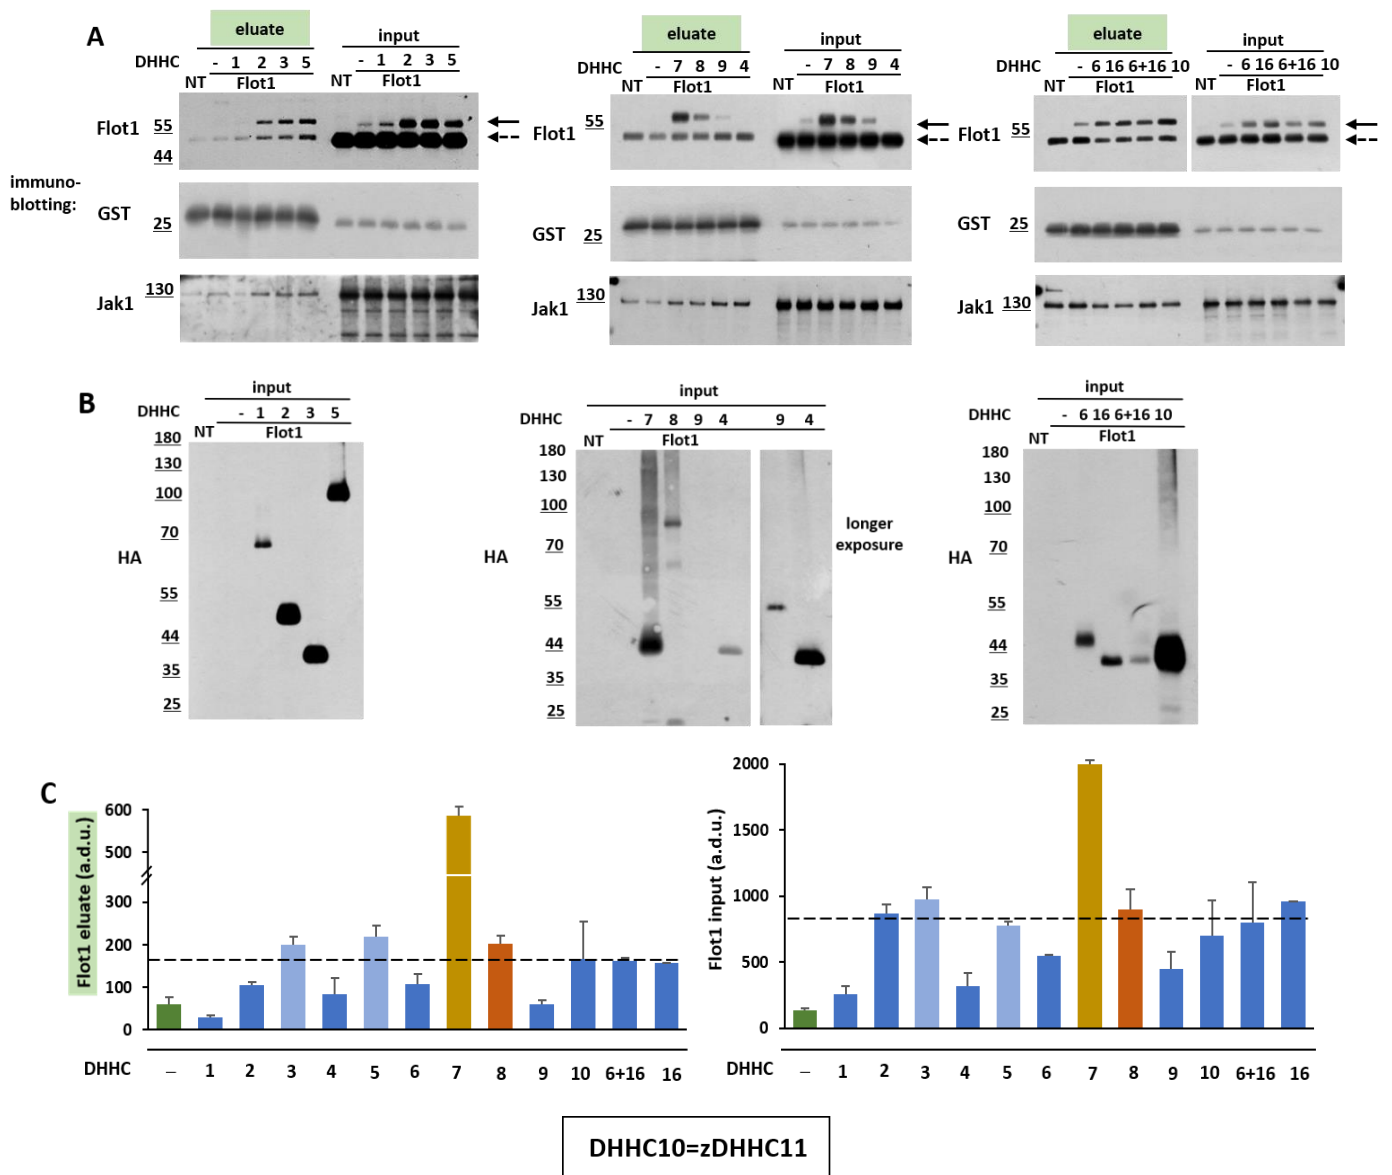 A
eluate
input
DHHC - 1 2 3 5 - 1 2 3 5
NT Flot1 NT Flot1
Flot1 55
44
immuno-
blotting:
GST 25
Jak1 130
eluate
input
DHHC - 7 8 9 4 - 7 8 9 4
NT Flot1 NT Flot1
Flot1 55
GST 25
Jak1 130
eluate
input
DHHC - 6 16 6+16 10 - 6 16 6+16 10
NT Flot1 NT Flot1
Flot1 55
GST 25
Jak1 130
B
input
DHHC - 1 2 3 5
NT Flot1
180
130
100
70
HA
55
44
35
25
input
DHHC - 7 8 9 4 9 4
NT Flot1
180
130
100
70
HA
55
44
35
25
longer
exposure
input
DHHC - 6 16 6+16 10
NT Flot1
180
130
100
70
HA
55
44
35
25
C
Flot1 eluate (a.d.u.)
600
500
300
200
100
0
DHHC – 1 2 3 4 5 6 7 8 9 10 6+16 16
Flot1 input (a.d.u.)
2000
1500
1000
500
0
DHHC – 1 2 3 4 5 6 7 8 9 10 6+16 16
DHHC10=zDHHC11